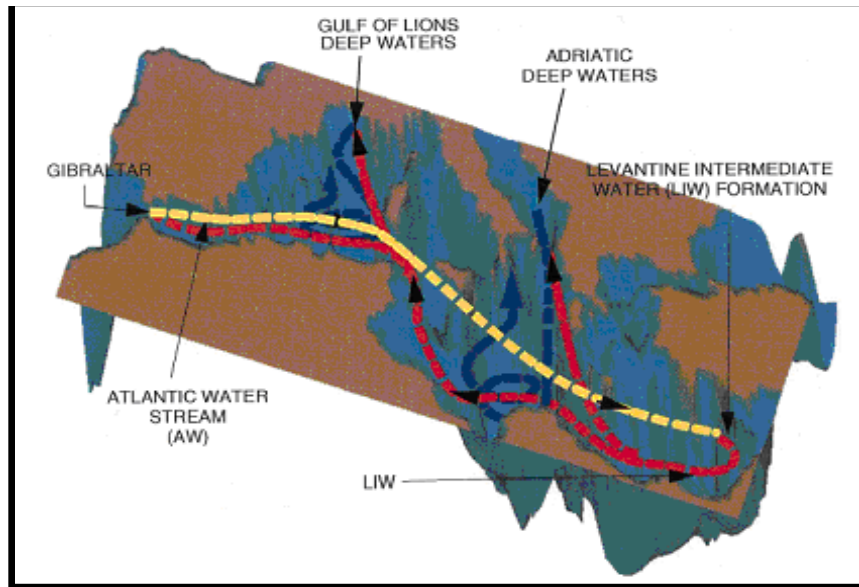 GULF OF LIONS
DEEP WATERS
ADRIATIC
DEEP WATERS
GIBRALTAR
LEVANTINE INTERMEDIATE
WATER (LIW) FORMATION
ATLANTIC WATER
STREAM
(AW)
LIW